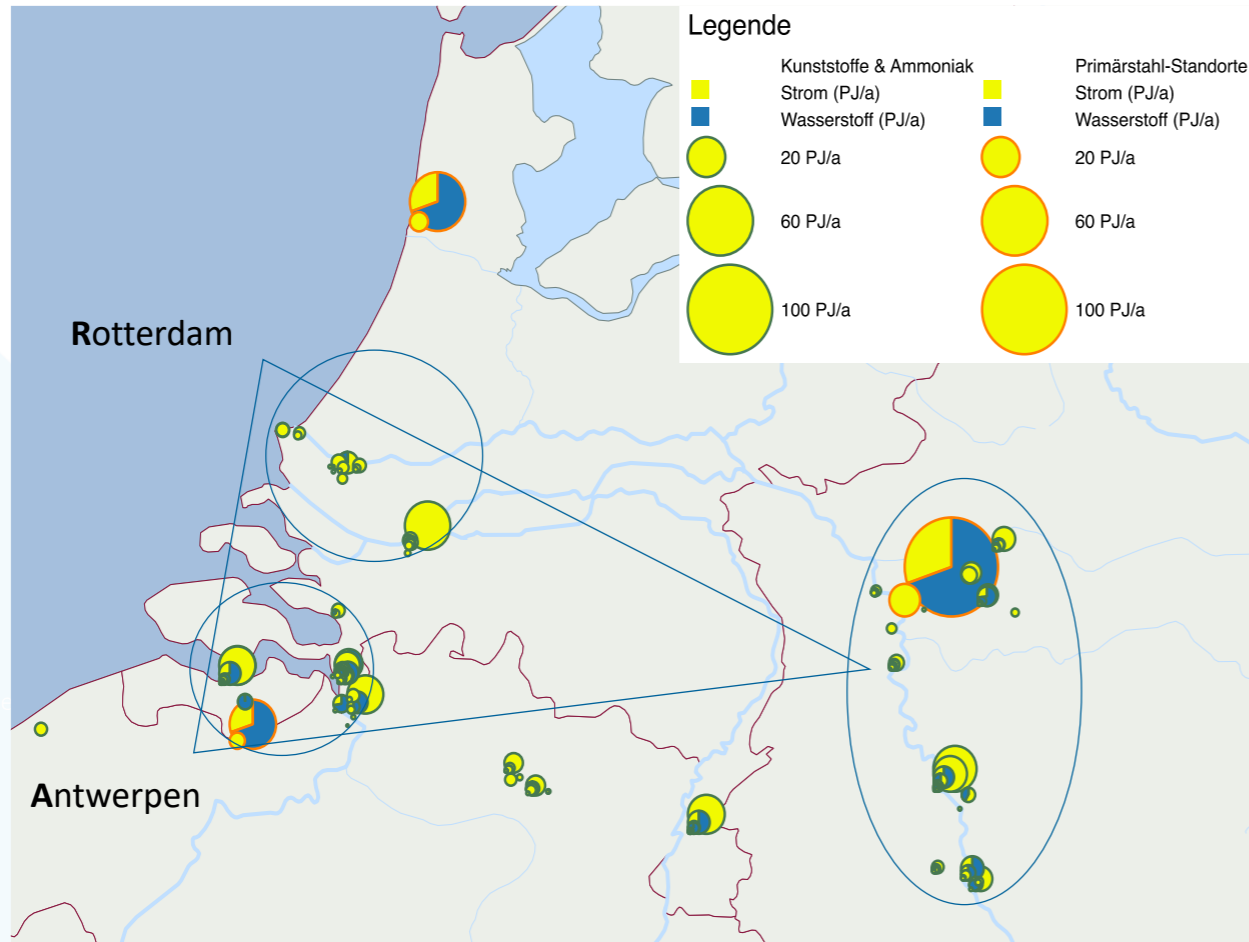 Legende
Kunststoffe & Ammoniak
Strom (PJ/a)
Wasserstoff (PJ/a)
20 PJ/a
60 PJ/a
100 PJ/a
Primärstahl-Standorte
Strom (PJ/a)
Wasserstoff (PJ/a)
20 PJ/a
60 PJ/a
100 PJ/a
Rotterdam
Antwerpen